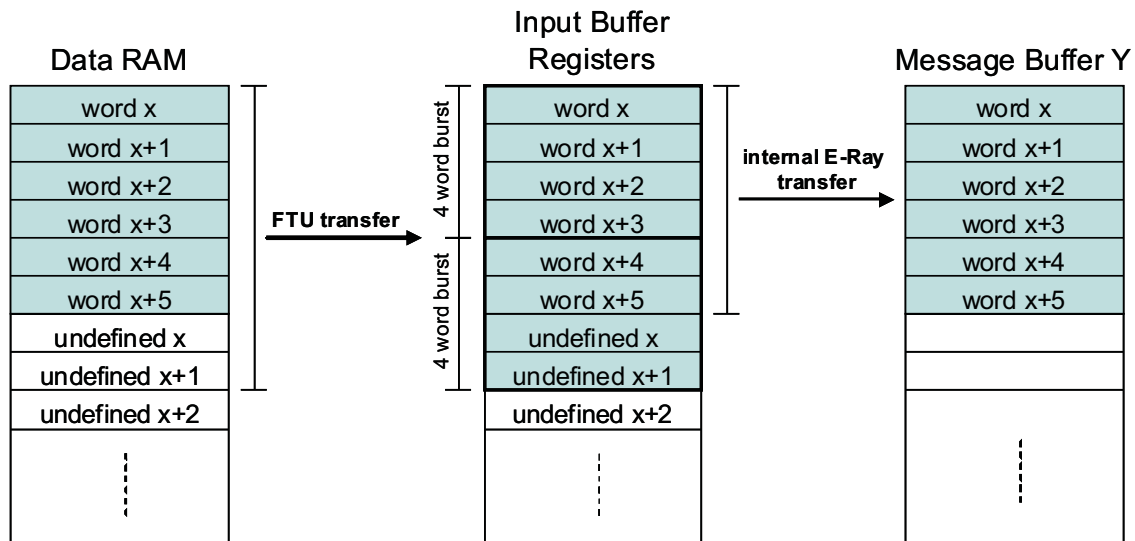 Data RAM
word x
word x+1
word x+2
word x+3
word x+4
word x+5
undefined x
undefined x+1
undefined x+2
FTU transfer
Input Buffer
Registers
4 word burst
4 word burst
word x
word x+1
word x+2
word x+3
word x+4
word x+5
undefined x
undefined x+1
undefined x+2
internal E-Ray
transfer
Message Buffer Y
word x
word x+1
word x+2
word x+3
word x+4
word x+5